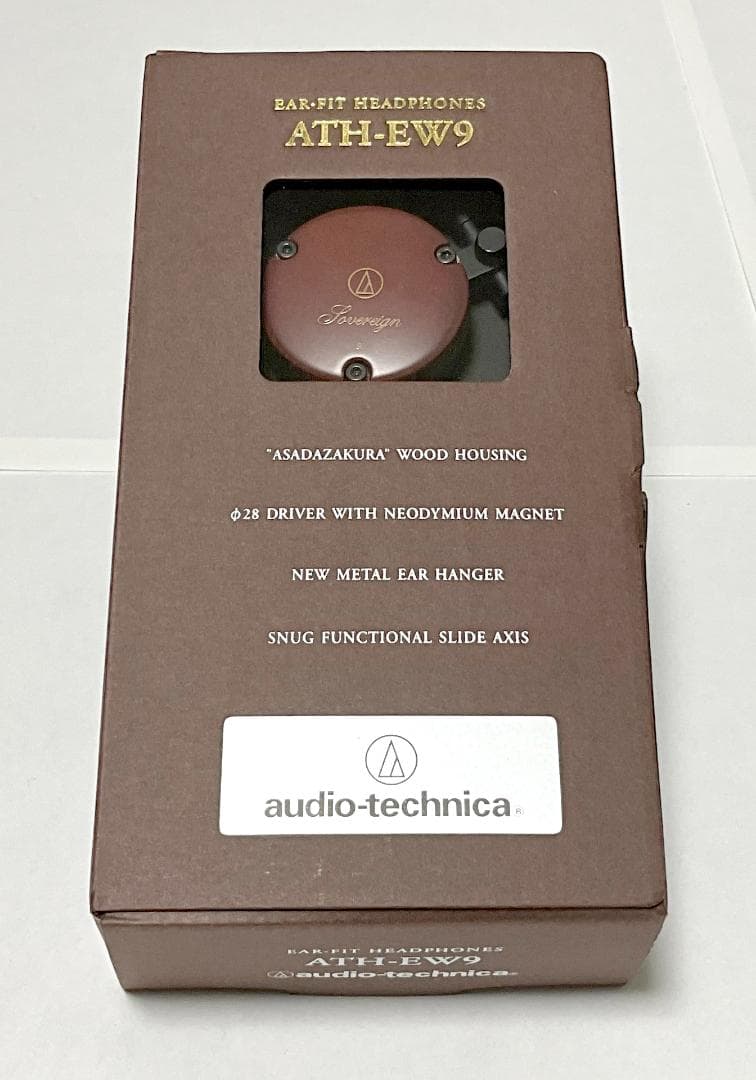 EAR·FIT HEADPHONES
ATH-EW9
Sovereign
"ASADAZAKURA" WOOD HOUSING
ϕ28 DRIVER WITH NEODYMIUM MAGNET
NEW METAL EAR HANGER
SNUG FUNCTIONAL SLIDE AXIS
audio-technica®
EAR·FIT HEADPHONES
ATH-EW9
audio-technica®